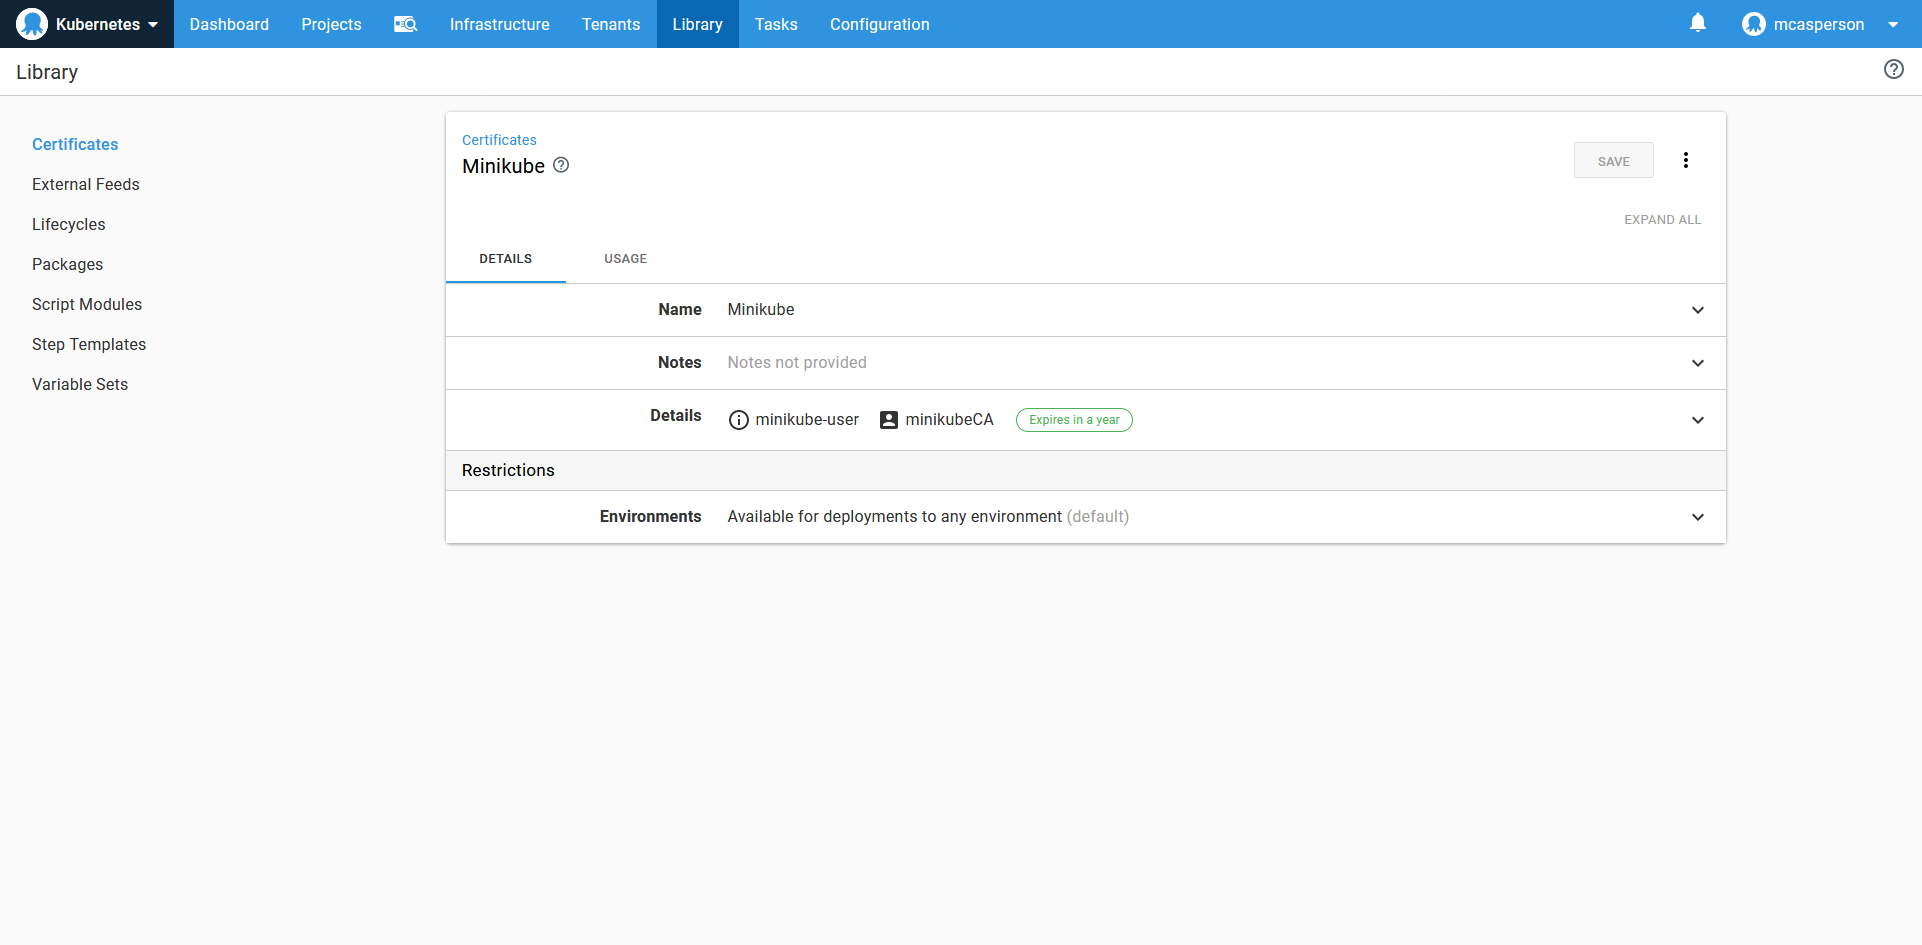 Kubernetes Dashboard Projects Infrastructure Tenants Library Tasks Configuration mcasperson
Library
Certificates
External Feeds
Lifecycles
Packages
Script Modules
Step Templates
Variable Sets
Certificates
Minikube
SAVE
EXPAND ALL
DETAILS USAGE
Name Minikube
Notes Notes not provided
Details minikube-user minikubeCA Expires in a year
Restrictions
Environments Available for deployments to any environment (default)